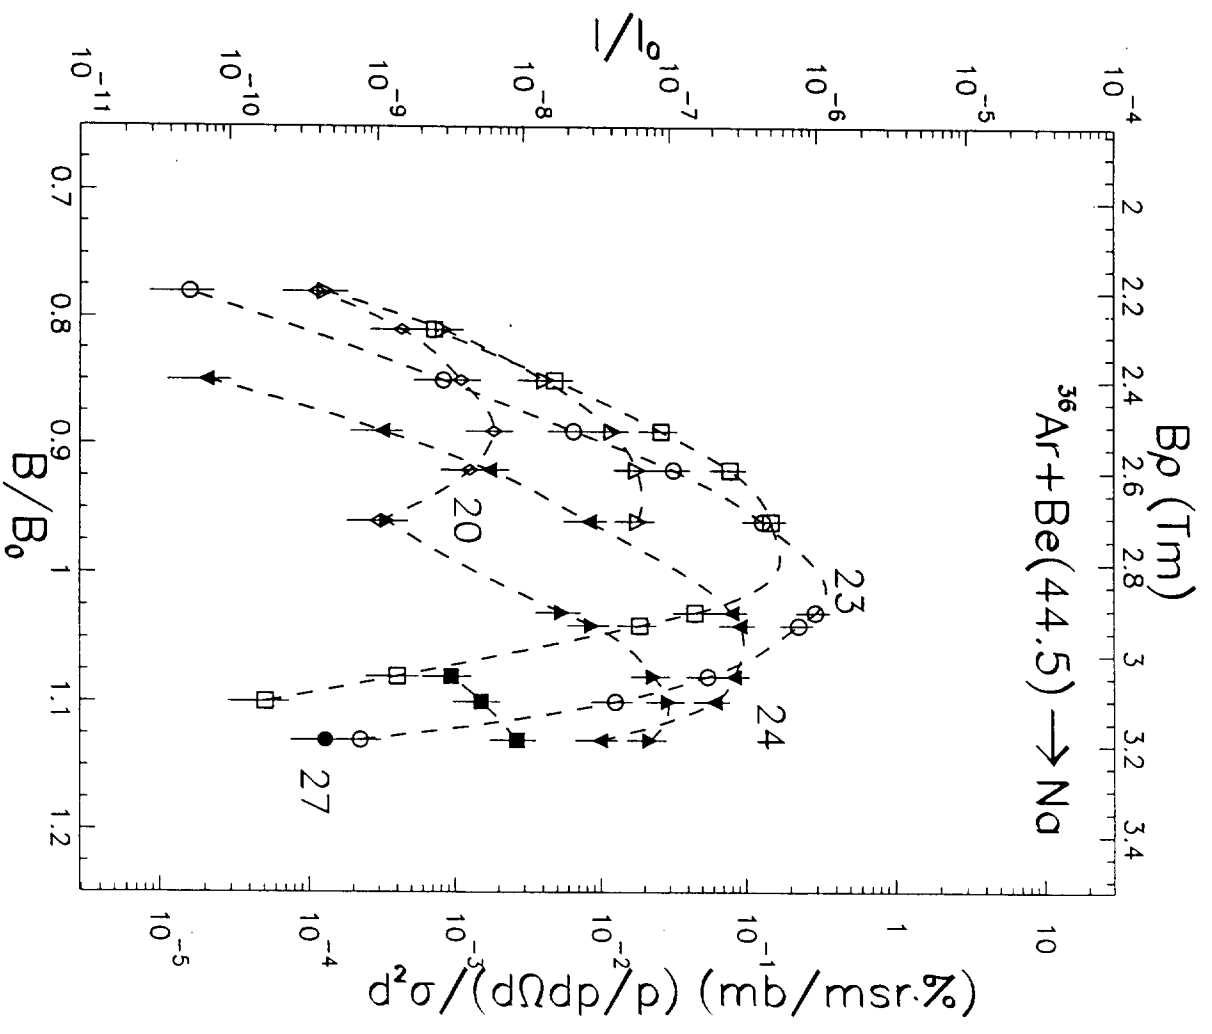 Bρ (Tm)
2 2.2 2.4 2.6 2.8 3 3.2 3.4
³⁶Ar+Be(44.5) → Na
I/I₀
10⁻⁴
10⁻⁵
10⁻⁶
10⁻⁷
10⁻⁸
10⁻⁹
10⁻¹⁰
10⁻¹¹
23
24
20
27
10
1
10⁻¹
10⁻²
10⁻³
10⁻⁴
10⁻⁵
d²σ/(dΩdp/p) (mb/msr.%)
0.7 0.8 0.9 1 1.1 1.2
B/B₀